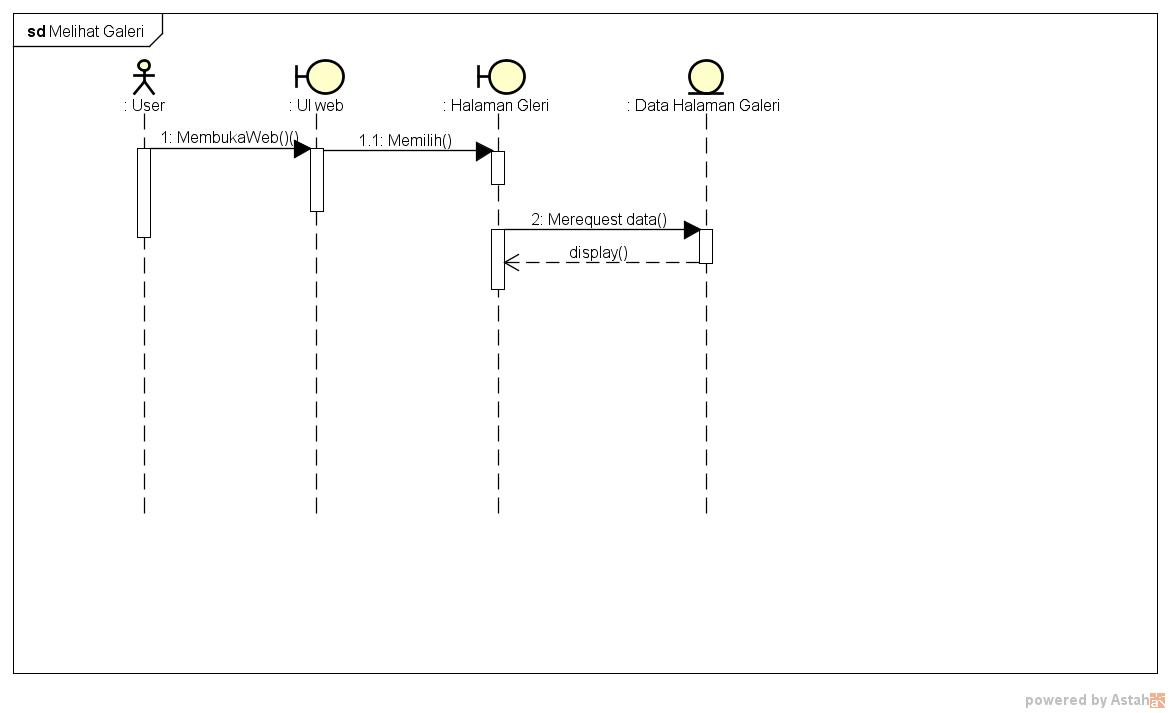 sd Melihat Galeri
: User
: UI web
: Halaman Gleri
: Data Halaman Galeri
1: MembukaWeb()()
1.1: Memilih()
2: Merequest data()
display()
powered by Astah